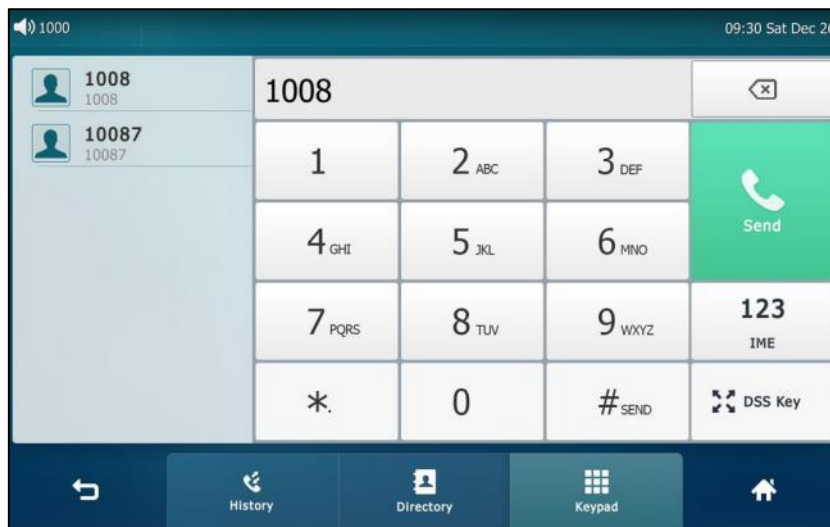 1000
09:30 Sat Dec 26
1008
1008
10087
10087
1008
1
2 ABC
3 DEF
Send
4 GHI
5 JKL
6 MNO
7 PQRS
8 TUV
9 WXYZ
123
IME
*.
0
# SEND
DSS Key
History
Directory
Keypad